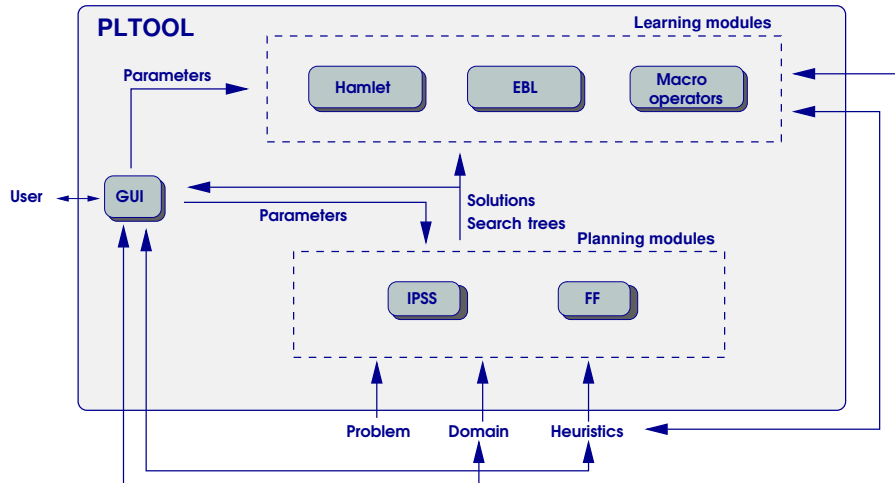 PLTOOL
Learning modules
Parameters
Hamlet
EBL
Macro
operators
User
GUI
Parameters
Solutions
Search trees
Planning modules
IPSS
FF
Problem
Domain
Heuristics